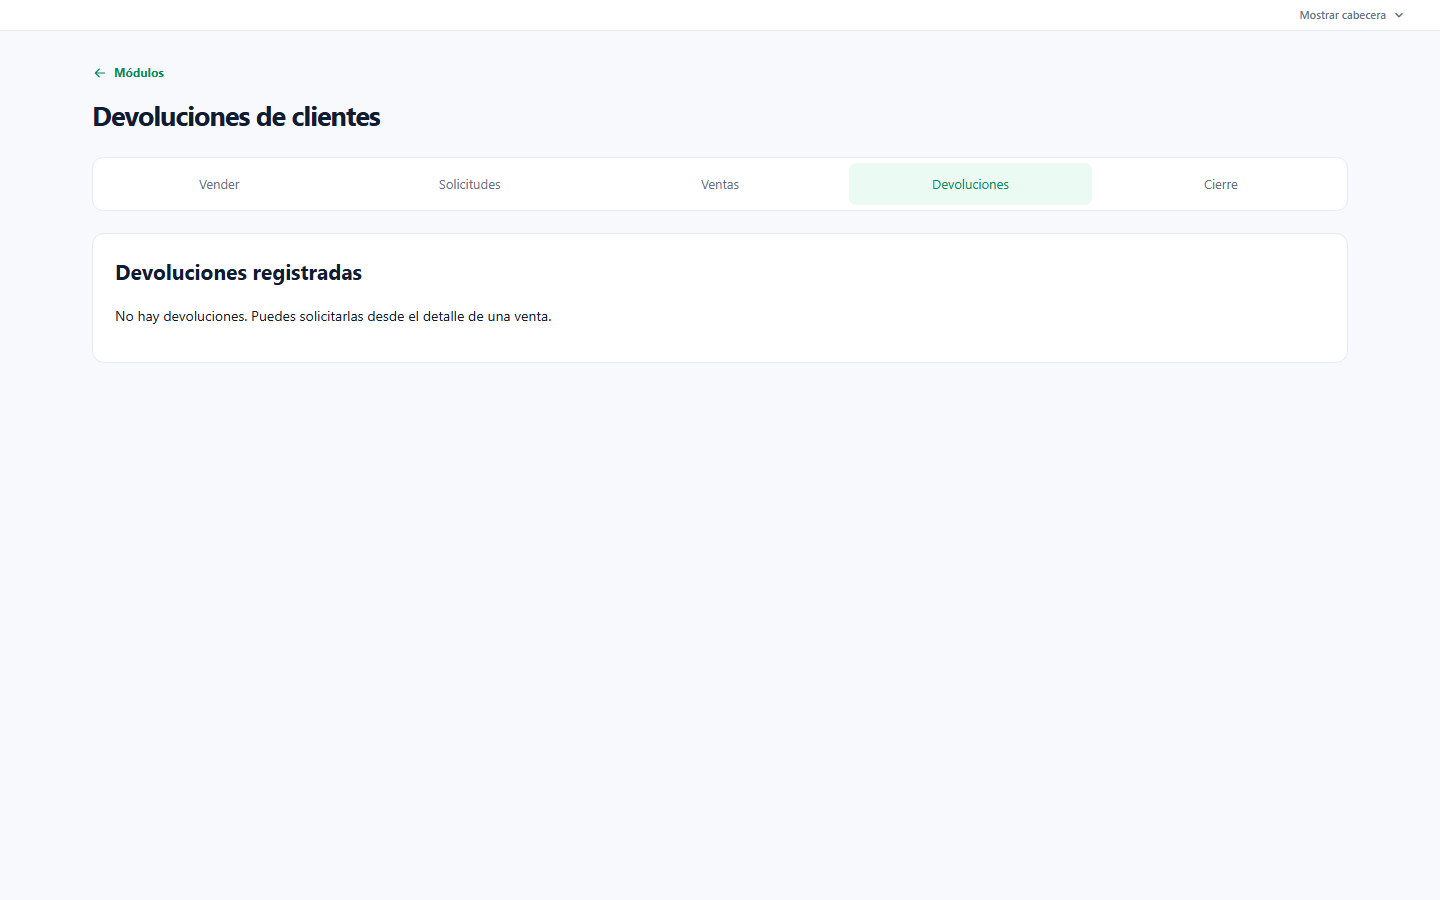 Mostrar cabecera
Módulos
Devoluciones de clientes
Vender
Solicitudes
Ventas
Devoluciones
Cierre
Devoluciones registradas
No hay devoluciones. Puedes solicitarlas desde el detalle de una venta.